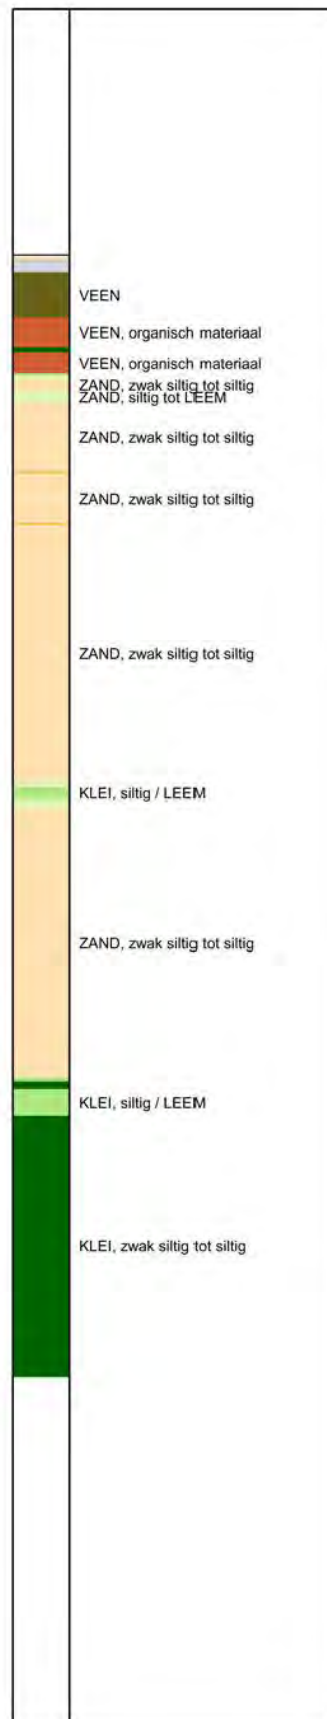 VEEN
VEEN, organisch materiaal
VEEN, organisch materiaal
ZAND, zwak siltig tot siltig
ZAND, siltig tot LEEM
ZAND, zwak siltig tot siltig
ZAND, zwak siltig tot siltig
ZAND, zwak siltig tot siltig
KLEI, siltig / LEEM
ZAND, zwak siltig tot siltig
KLEI, siltig / LEEM
KLEI, zwak siltig tot siltig